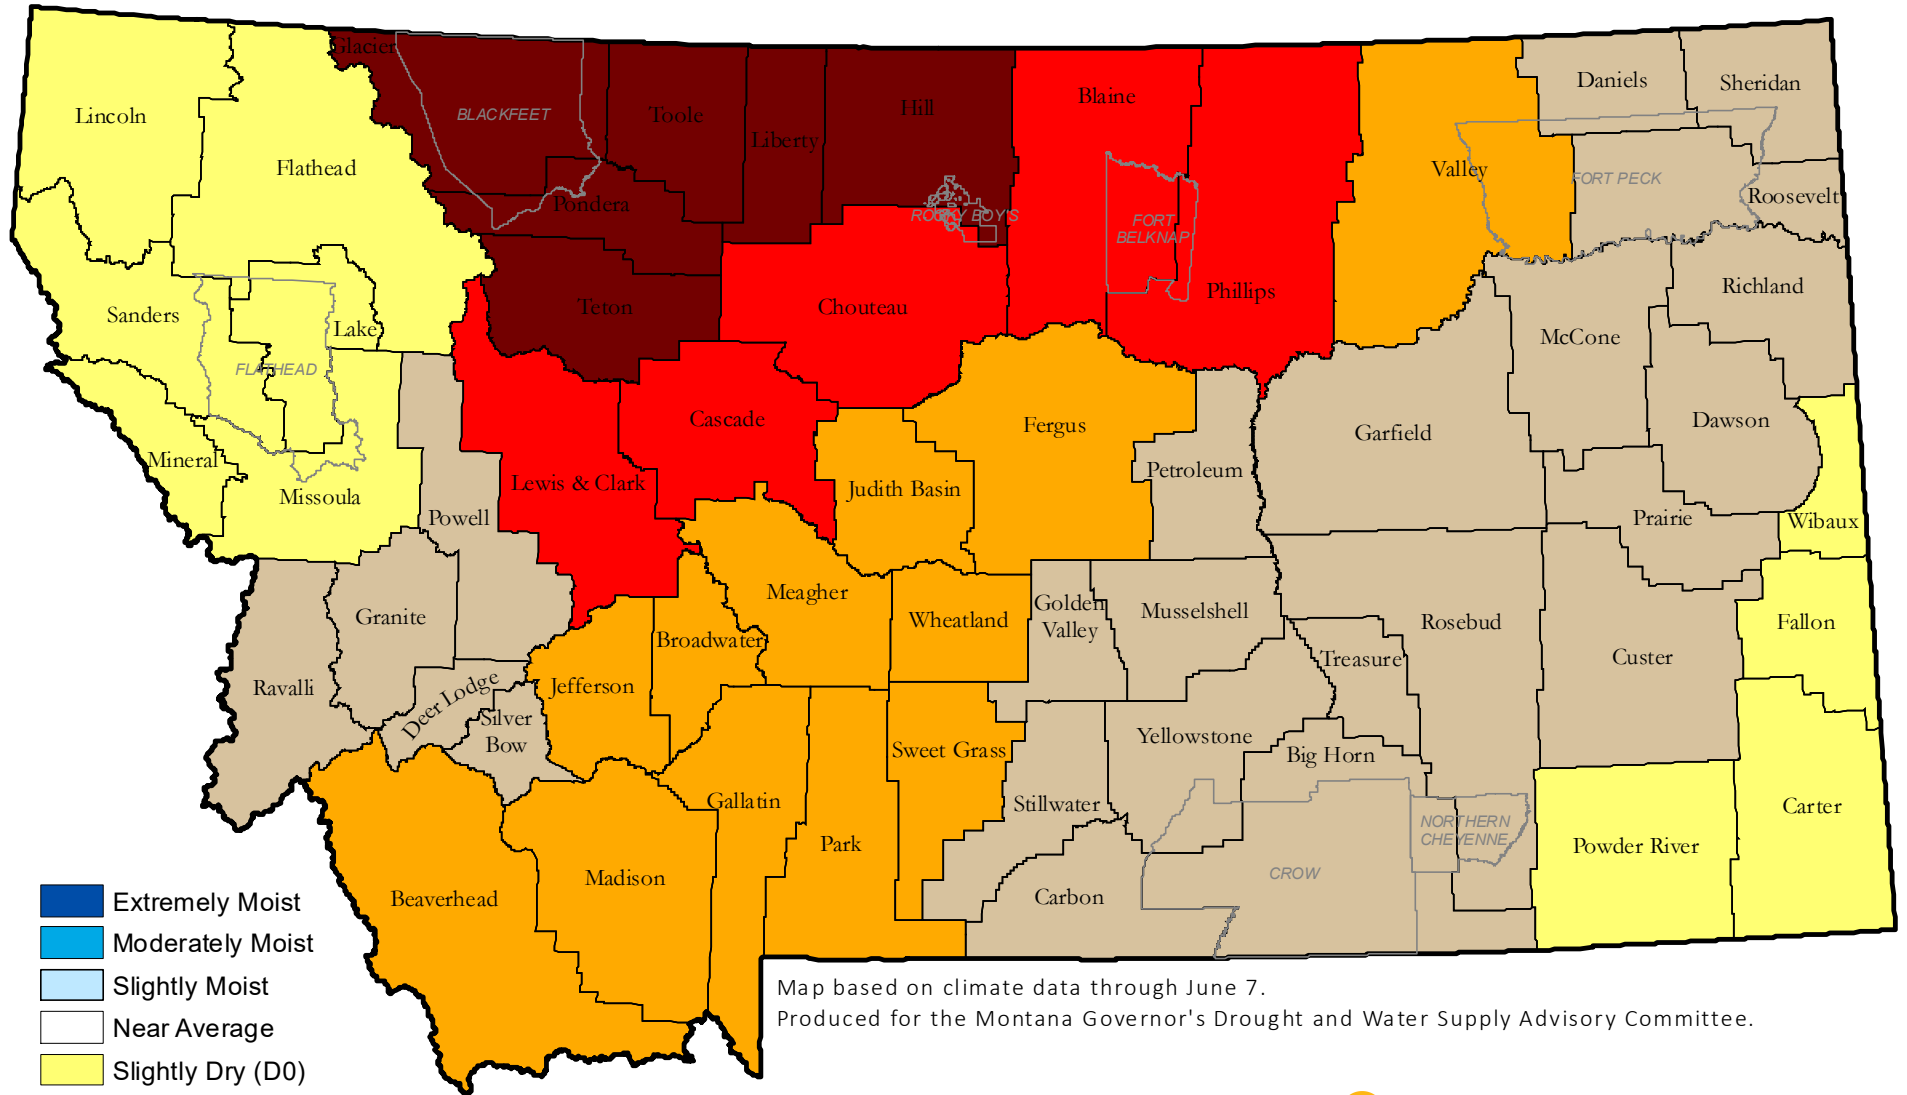 Glacier
Lincoln
Flathead
BLACKFEET
Toole
Liberty
Hill
Blaine
Daniels
Sheridan
Valley
FORT PECK
Roosevelt
Pondera
ROCKY BOY'S
FORT
BELKNAP
Sanders
Lake
FLATHEAD
Teton
Chouteau
Phillips
McCone
Richland
Mineral
Missoula
Powell
Lewis & Clark
Cascade
Judith Basin
Fergus
Petroleum
Garfield
Dawson
Prairie
Wibaux
Granite
Ravalli
Deer Lodge
Silver
Bow
Jefferson
Broadwater
Meagher
Wheatland
Golden
Valley
Musselshell
Treasure
Rosebud
Custer
Fallon
Sweet Grass
Yellowstone
Big Horn
Gallatin
Park
Stillwater
NORTHERN
CHEYENNE
Powder River
Carter
Beaverhead
Madison
Carbon
CROW
Extremely Moist
Moderately Moist
Slightly Moist
Near Average
Slightly Dry (D0)
Map based on climate data through June 7.
Produced for the Montana Governor's Drought and Water Supply Advisory Committee.